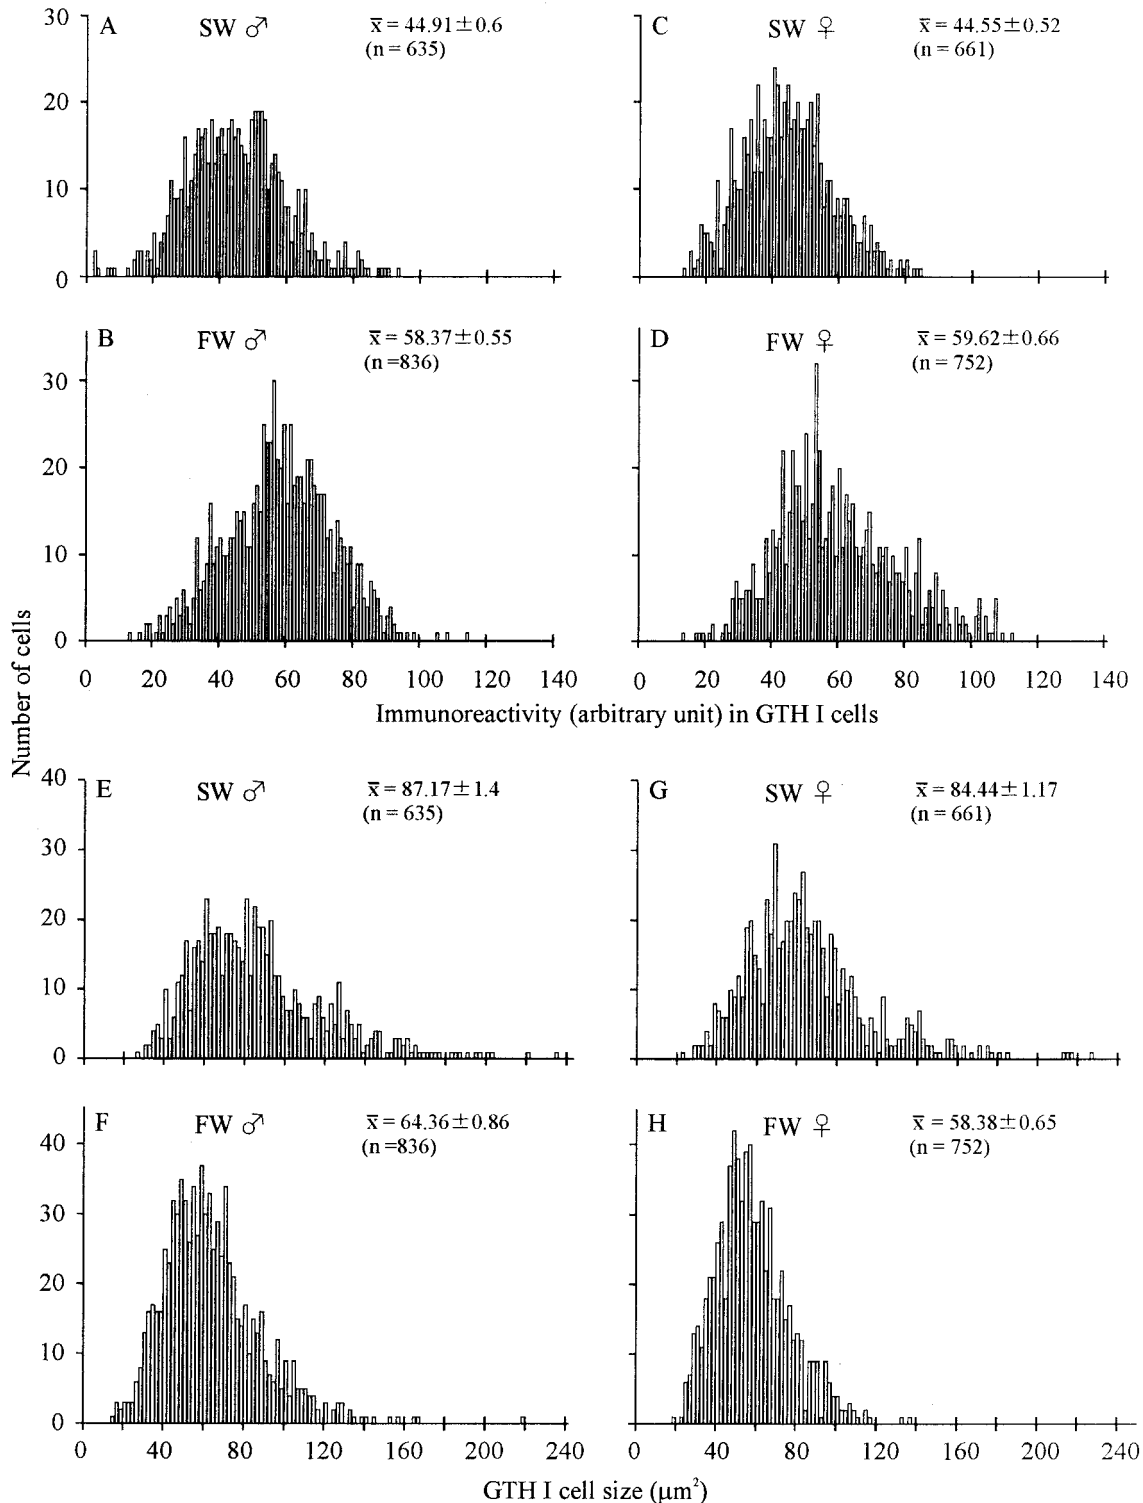 A SW ♂ x̄ = 44.91±0.6
(n = 635)
30
20
10
0
C SW ♀ x̄ = 44.55±0.52
(n = 661)
B FW ♂ x̄ = 58.37±0.55
(n =836)
30
20
10
0
0 20 40 60 80 100 120 140
D FW ♀ x̄ = 59.62±0.66
(n = 752)
0 20 40 60 80 100 120 140
Immunoreactivity (arbitrary unit) in GTH I cells
Number of cells
E SW ♂ x̄ = 87.17±1.4
(n = 635)
40
30
20
10
0
G SW ♀ x̄ = 84.44±1.17
(n = 661)
F FW ♂ x̄ = 64.36±0.86
(n =836)
40
30
20
10
0
0 40 80 120 160 200 240
H FW ♀ x̄ = 58.38±0.65
(n = 752)
0 40 80 120 160 200 240
GTH I cell size (μm²)